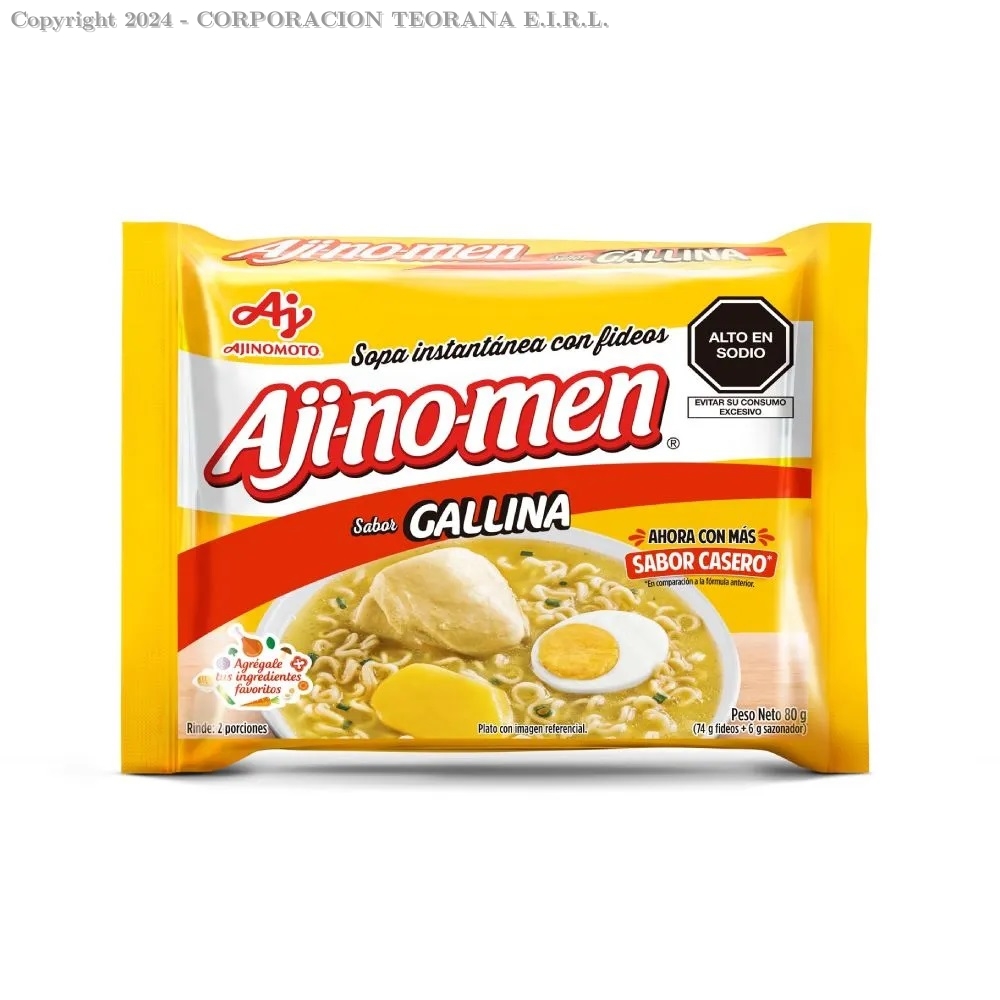 Copyright 2024 - CORPORACION TEORANA E.I.R.L.
Aji-no-men Sabor GALLINA
Aj
AJINOMOTO
Sopa instantánea con fideos
ALTO EN
SODIO
EVITAR SU CONSUMO
EXCESIVO
Aji-no-men
®
Sabor GALLINA
AHORA CON MÁS
SABOR CASERO*
*En comparación a la fórmula anterior.
Agrégale
tus ingredientes
favoritos
Rinde: 2 porciones
Plato con imagen referencial.
Peso Neto 80 g
(74 g fideos + 6 g sazonador)